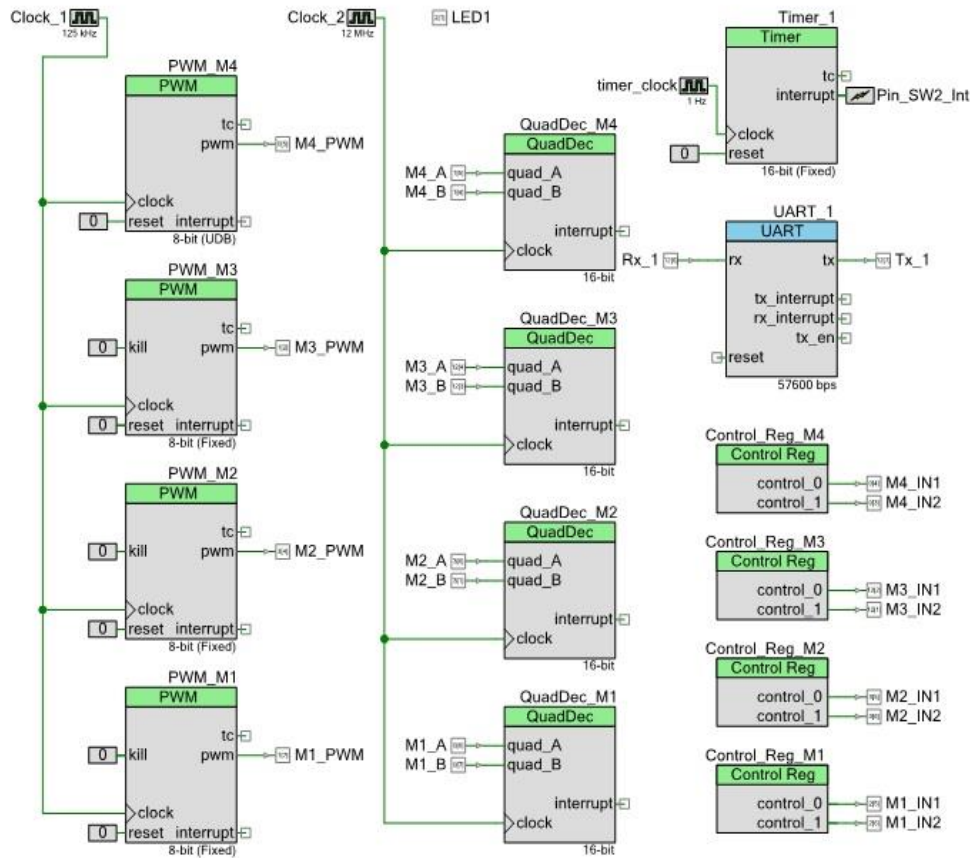 Clock_1
125 kHz
PWM_M4
PWM
tc
pwm
M4_PWM
clock
0
reset interrupt
8-bit (UDB)
PWM_M3
PWM
tc
0
kill
pwm
M3_PWM
clock
0
reset interrupt
8-bit (Fixed)
PWM_M2
PWM
tc
0
kill
pwm
M2_PWM
clock
0
reset interrupt
8-bit (Fixed)
PWM_M1
PWM
tc
0
kill
pwm
M1_PWM
clock
0
reset interrupt
8-bit (Fixed)
Clock_2
12 MHz
LED1
QuadDec_M4
QuadDec
M4_A
quad_A
M4_B
quad_B
interrupt
clock
16-bit
QuadDec_M3
QuadDec
M3_A
quad_A
M3_B
quad_B
interrupt
clock
16-bit
QuadDec_M2
QuadDec
M2_A
quad_A
M2_B
quad_B
interrupt
clock
16-bit
QuadDec_M1
QuadDec
M1_A
quad_A
M1_B
quad_B
interrupt
clock
16-bit
Timer_1
Timer
tc
timer_clock
1 Hz
interrupt
Pin_SW2_Int
clock
0
reset
16-bit (Fixed)
UART_1
UART
Rx_1
rx
tx
Tx_1
tx_interrupt
rx_interrupt
tx_en
reset
57600 bps
Control_Reg_M4
Control Reg
control_0
M4_IN1
control_1
M4_IN2
Control_Reg_M3
Control Reg
control_0
M3_IN1
control_1
M3_IN2
Control_Reg_M2
Control Reg
control_0
M2_IN1
control_1
M2_IN2
Control_Reg_M1
Control Reg
control_0
M1_IN1
control_1
M1_IN2